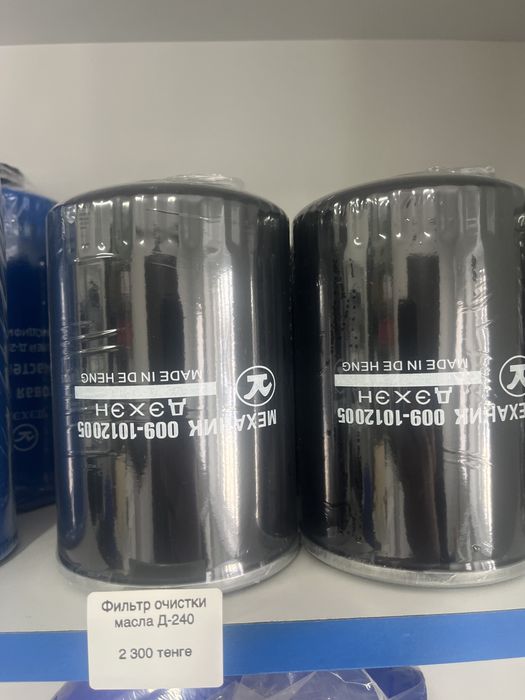 МЕХАНИК 009-1012005
ДЭХЭН
MADE IN DE HENG
МЕХАНИК 009-1012005
ДЭХЭН
MADE IN DE HENG
Фильтр очистки
масла Д-240
2 300 тенге